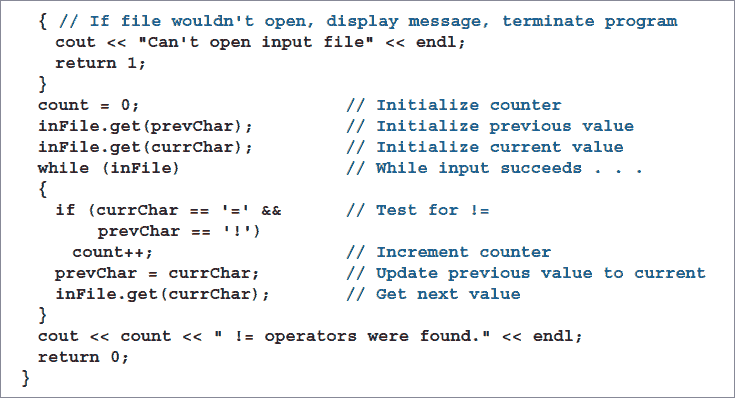 { // If file wouldn't open, display message, terminate program
cout << "Can't open input file" << endl;
return 1;
}
count = 0; // Initialize counter
inFile.get(prevChar); // Initialize previous value
inFile.get(currChar); // Initialize current value
while (inFile) // While input succeeds . . .
{
if (currChar == '=' && // Test for !=
prevChar == '!')
count++; // Increment counter
prevChar = currChar; // Update previous value to current
inFile.get(currChar); // Get next value
}
cout << count << " != operators were found." << endl;
return 0;
}